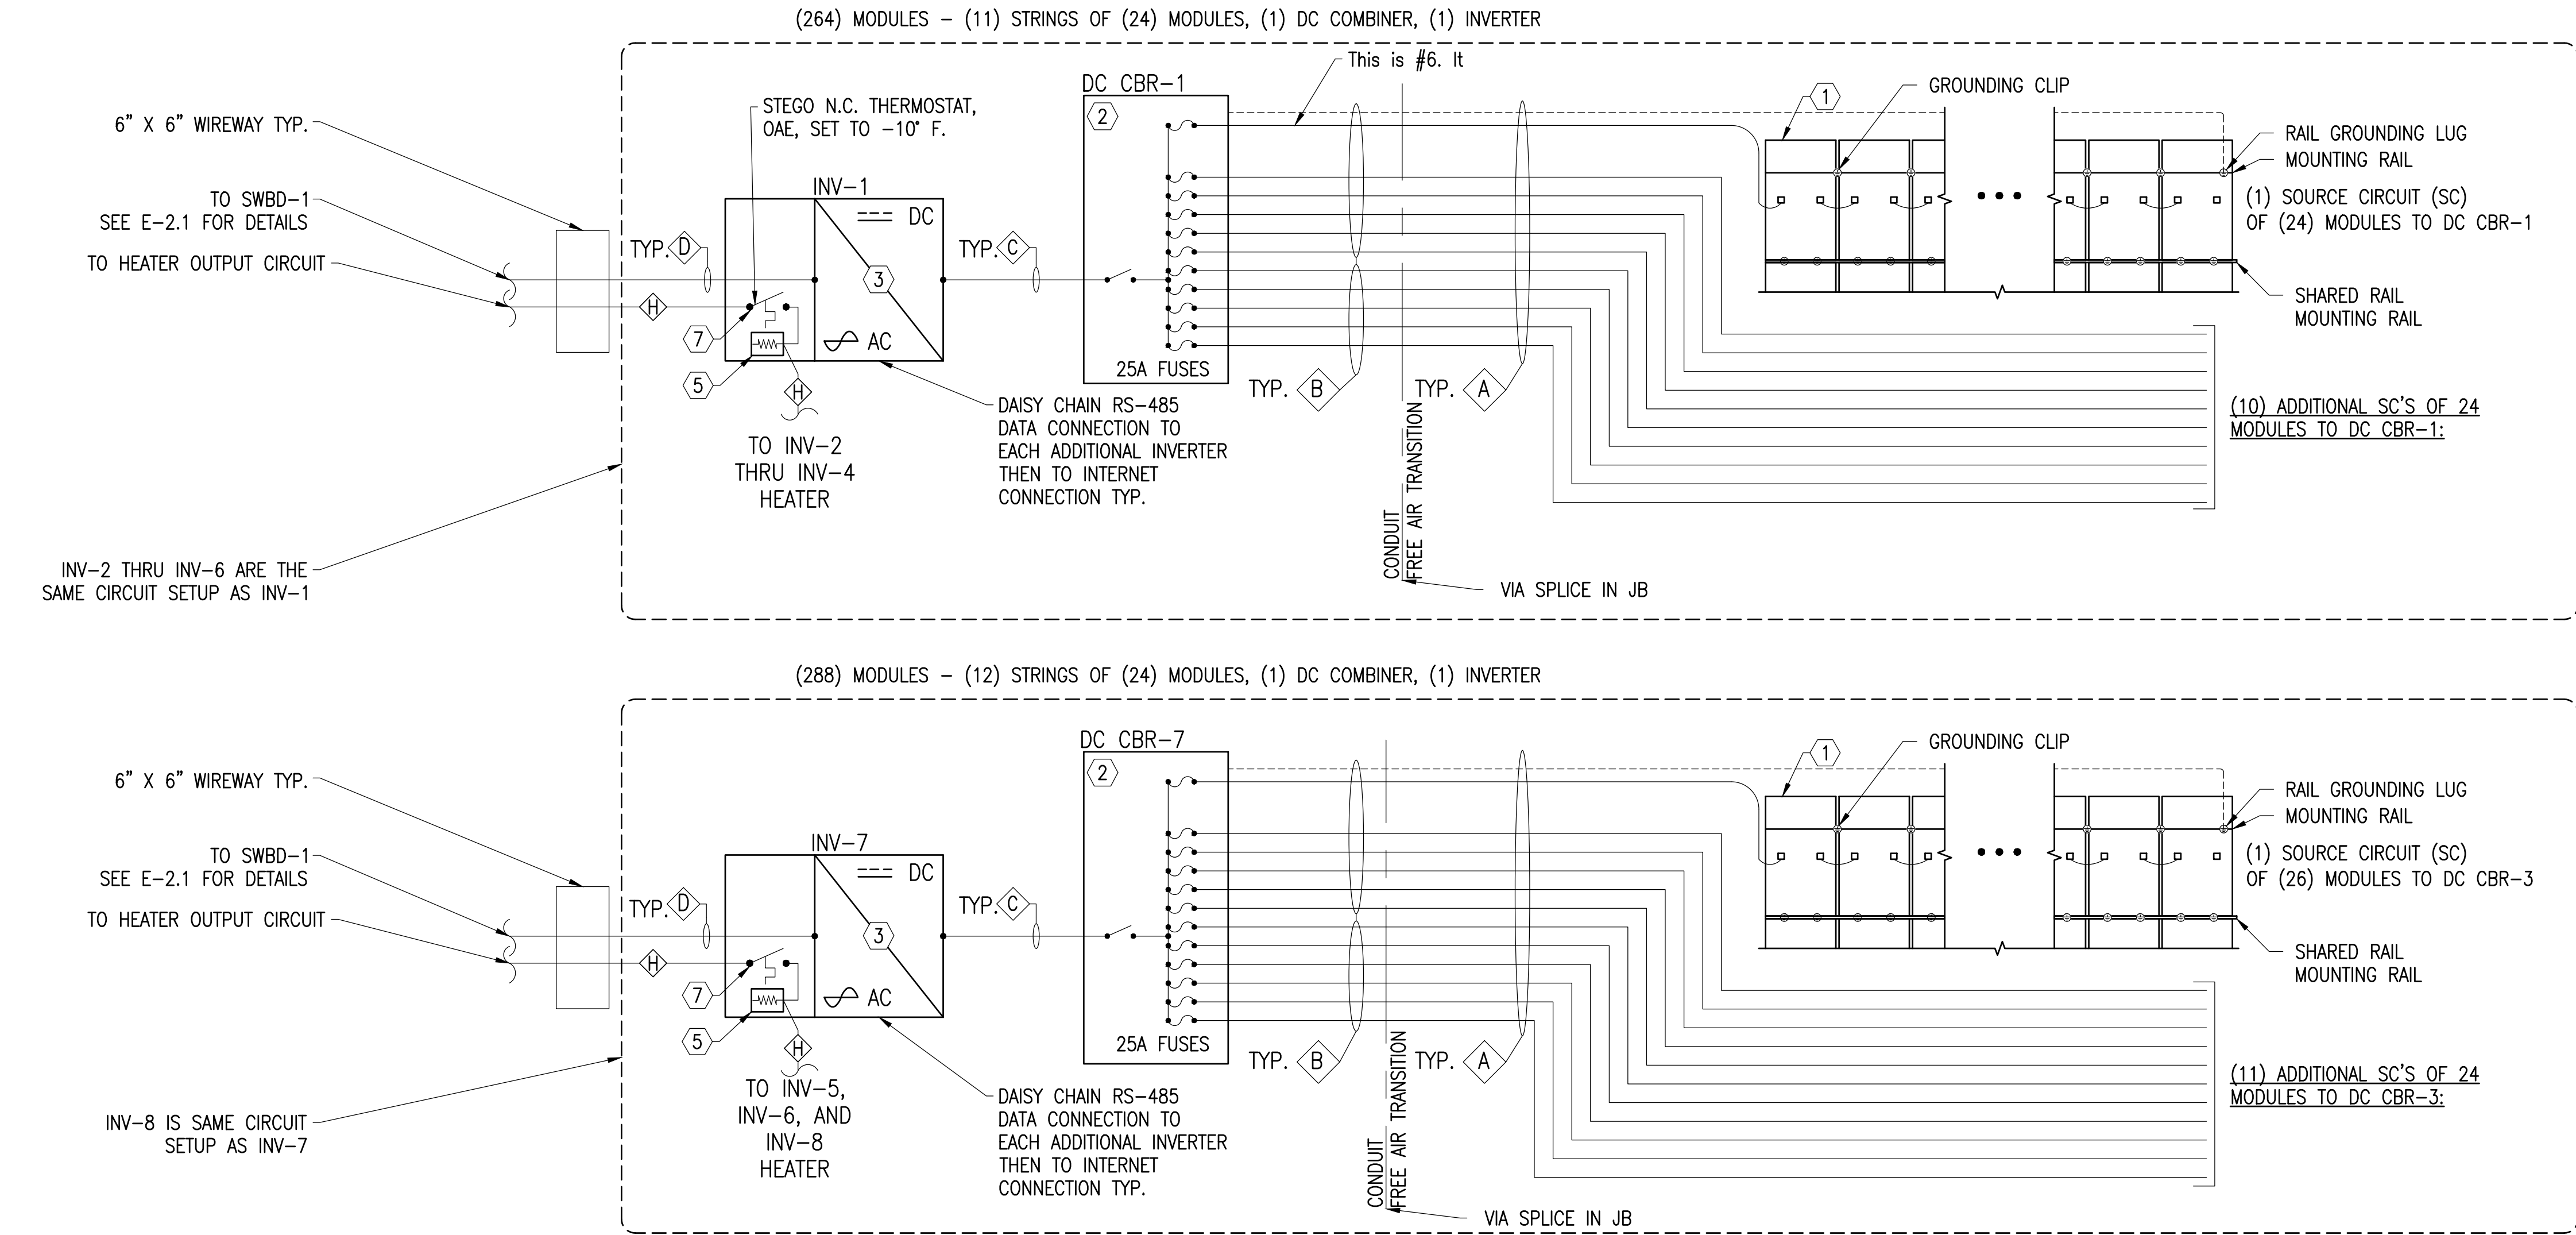 (264) MODULES – (11) STRINGS OF (24) MODULES, (1) DC COMBINER, (1) INVERTER
This is #6. It
DC CBR–1
2
1
GROUNDING CLIP
STEGO N.C. THERMOSTAT,
OAE, SET TO –10° F.
6" X 6" WIREWAY TYP.
RAIL GROUNDING LUG
MOUNTING RAIL
TO SWBD–1
SEE E–2.1 FOR DETAILS
INV–1
DC
(1) SOURCE CIRCUIT (SC)
OF (24) MODULES TO DC CBR–1
TYP. D
TYP. C
TO HEATER OUTPUT CIRCUIT
3
H
7
AC
SHARED RAIL
MOUNTING RAIL
5
H
25A FUSES
TYP. B
TYP. A
DAISY CHAIN RS–485
DATA CONNECTION TO
EACH ADDITIONAL INVERTER
THEN TO INTERNET
CONNECTION TYP.
(10) ADDITIONAL SC'S OF 24
MODULES TO DC CBR–1:
TO INV–2
THRU INV–4
HEATER
CONDUIT
FREE AIR TRANSITION
INV–2 THRU INV–6 ARE THE
SAME CIRCUIT SETUP AS INV–1
VIA SPLICE IN JB
(288) MODULES – (12) STRINGS OF (24) MODULES, (1) DC COMBINER, (1) INVERTER
DC CBR–7
2
1
GROUNDING CLIP
6" X 6" WIREWAY TYP.
RAIL GROUNDING LUG
MOUNTING RAIL
TO SWBD–1
SEE E–2.1 FOR DETAILS
INV–7
DC
(1) SOURCE CIRCUIT (SC)
OF (26) MODULES TO DC CBR–3
TYP. D
TYP. C
TO HEATER OUTPUT CIRCUIT
3
H
7
AC
SHARED RAIL
MOUNTING RAIL
5
H
25A FUSES
TYP. B
TYP. A
(11) ADDITIONAL SC'S OF 24
MODULES TO DC CBR–3:
TO INV–5,
INV–6, AND
INV–8
HEATER
DAISY CHAIN RS–485
DATA CONNECTION TO
EACH ADDITIONAL INVERTER
THEN TO INTERNET
CONNECTION TYP.
CONDUIT
FREE AIR TRANSITION
INV–8 IS SAME CIRCUIT
SETUP AS INV–7
VIA SPLICE IN JB